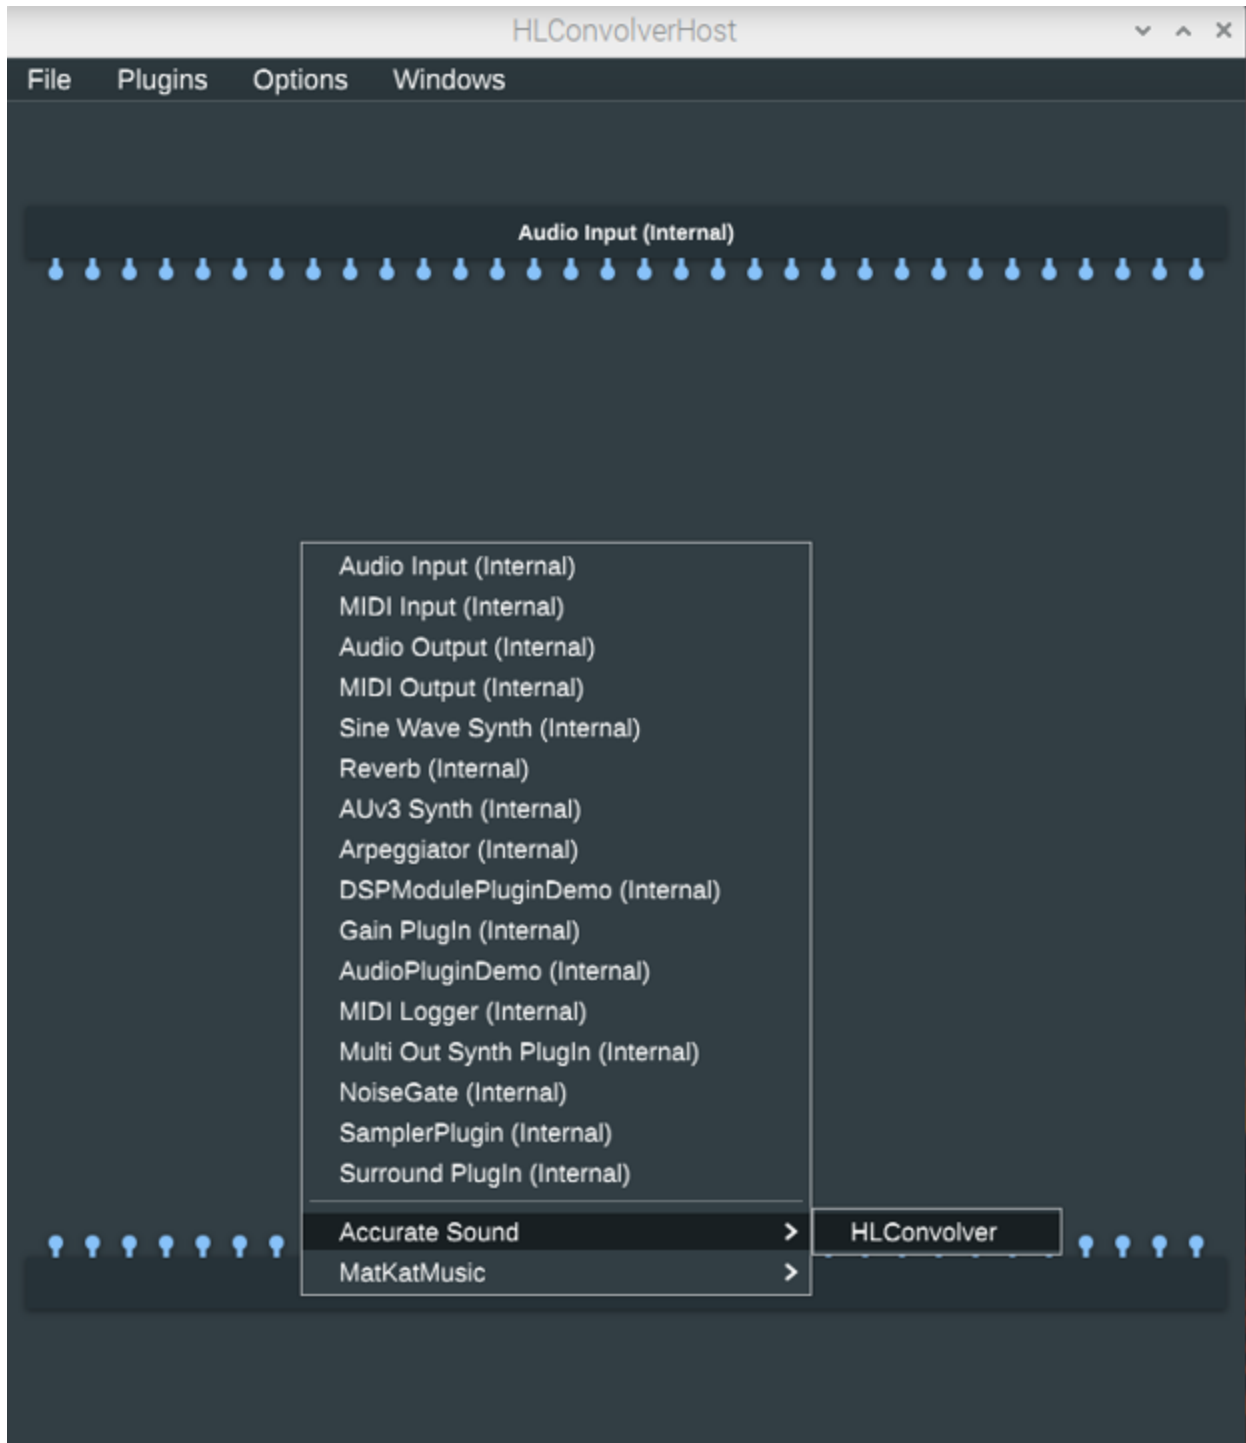 HLConvolverHost
File Plugins Options Windows
Audio Input (Internal)
Audio Input (Internal)
MIDI Input (Internal)
Audio Output (Internal)
MIDI Output (Internal)
Sine Wave Synth (Internal)
Reverb (Internal)
AUv3 Synth (Internal)
Arpeggiator (Internal)
DSPModulePluginDemo (Internal)
Gain PlugIn (Internal)
AudioPluginDemo (Internal)
MIDI Logger (Internal)
Multi Out Synth PlugIn (Internal)
NoiseGate (Internal)
SamplerPlugin (Internal)
Surround PlugIn (Internal)
Accurate Sound HLConvolver
MatKatMusic